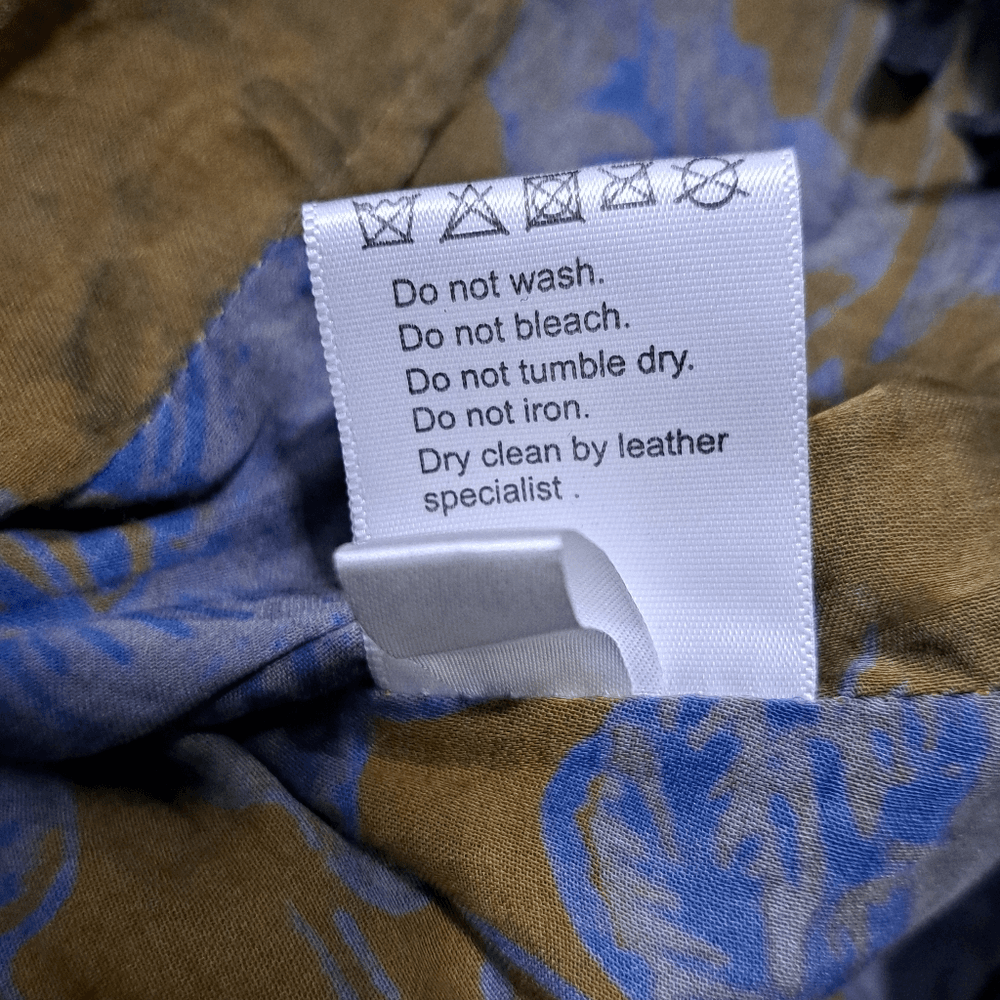 Do not wash.
Do not bleach.
Do not tumble dry.
Do not iron.
Dry clean by leather
specialist .